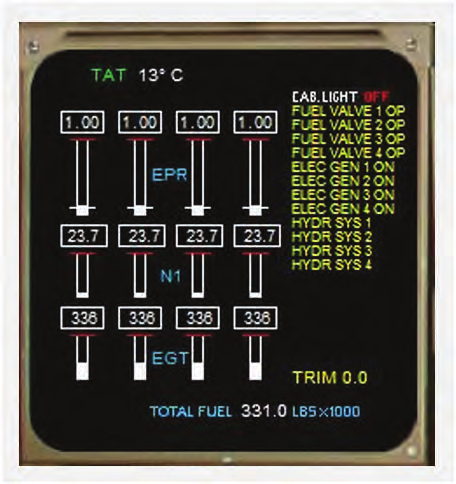 TAT 13° C
CAB.LIGHT OFF
FUEL VALVE 1 OP
FUEL VALVE 2 OP
FUEL VALVE 3 OP
FUEL VALVE 4 OP
ELEC GEN 1 ON
ELEC GEN 2 ON
ELEC GEN 3 ON
ELEC GEN 4 ON
HYDR SYS 1
HYDR SYS 2
HYDR SYS 3
HYDR SYS 4
1.00 1.00 1.00 1.00
EPR
23.7 23.7 23.7 23.7
N1
336 336 336 336
EGT
TRIM 0.0
TOTAL FUEL 331.0 LBS x1000